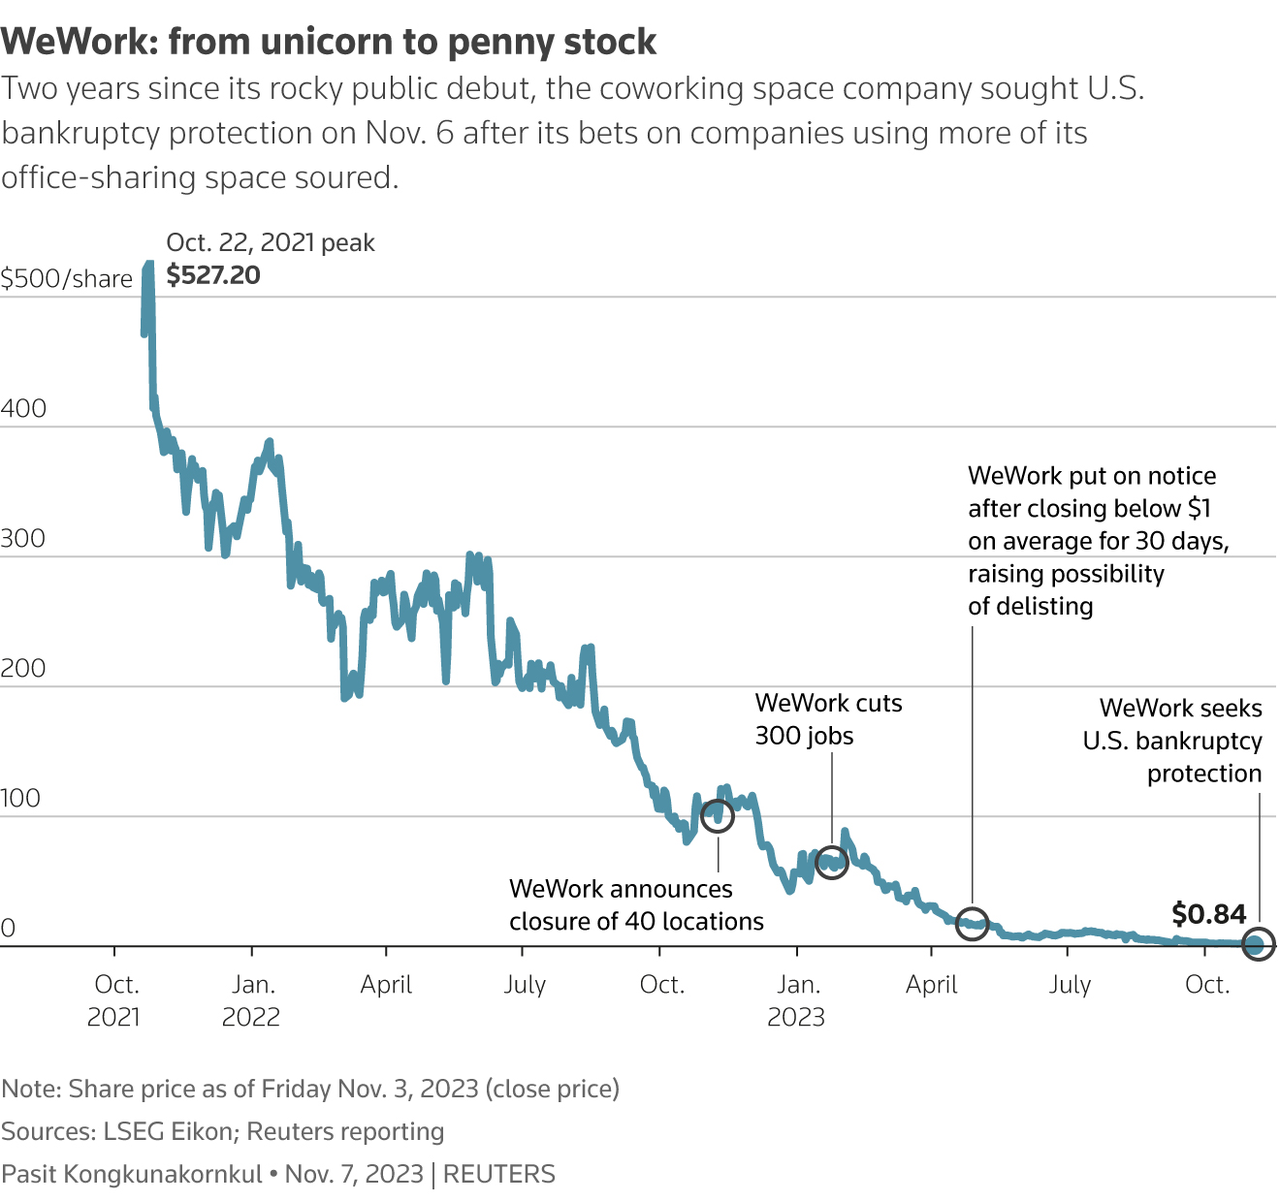 WeWork: from unicorn to penny stock
Two years since its rocky public debut, the coworking space company sought U.S.
bankruptcy protection on Nov. 6 after its bets on companies using more of its
office-sharing space soured.
Oct. 22, 2021 peak
$527.20
$500/share
400
300
200
100
0
WeWork put on notice
after closing below $1
on average for 30 days,
raising possibility
of delisting
WeWork cuts
300 jobs
WeWork seeks
U.S. bankruptcy
protection
WeWork announces
closure of 40 locations
$0.84
Oct.
2021
Jan.
2022
April
July
Oct.
Jan.
2023
April
July
Oct.
Note: Share price as of Friday Nov. 3, 2023 (close price)
Sources: LSEG Eikon; Reuters reporting
Pasit Kongkunakornkul • Nov. 7, 2023 | REUTERS